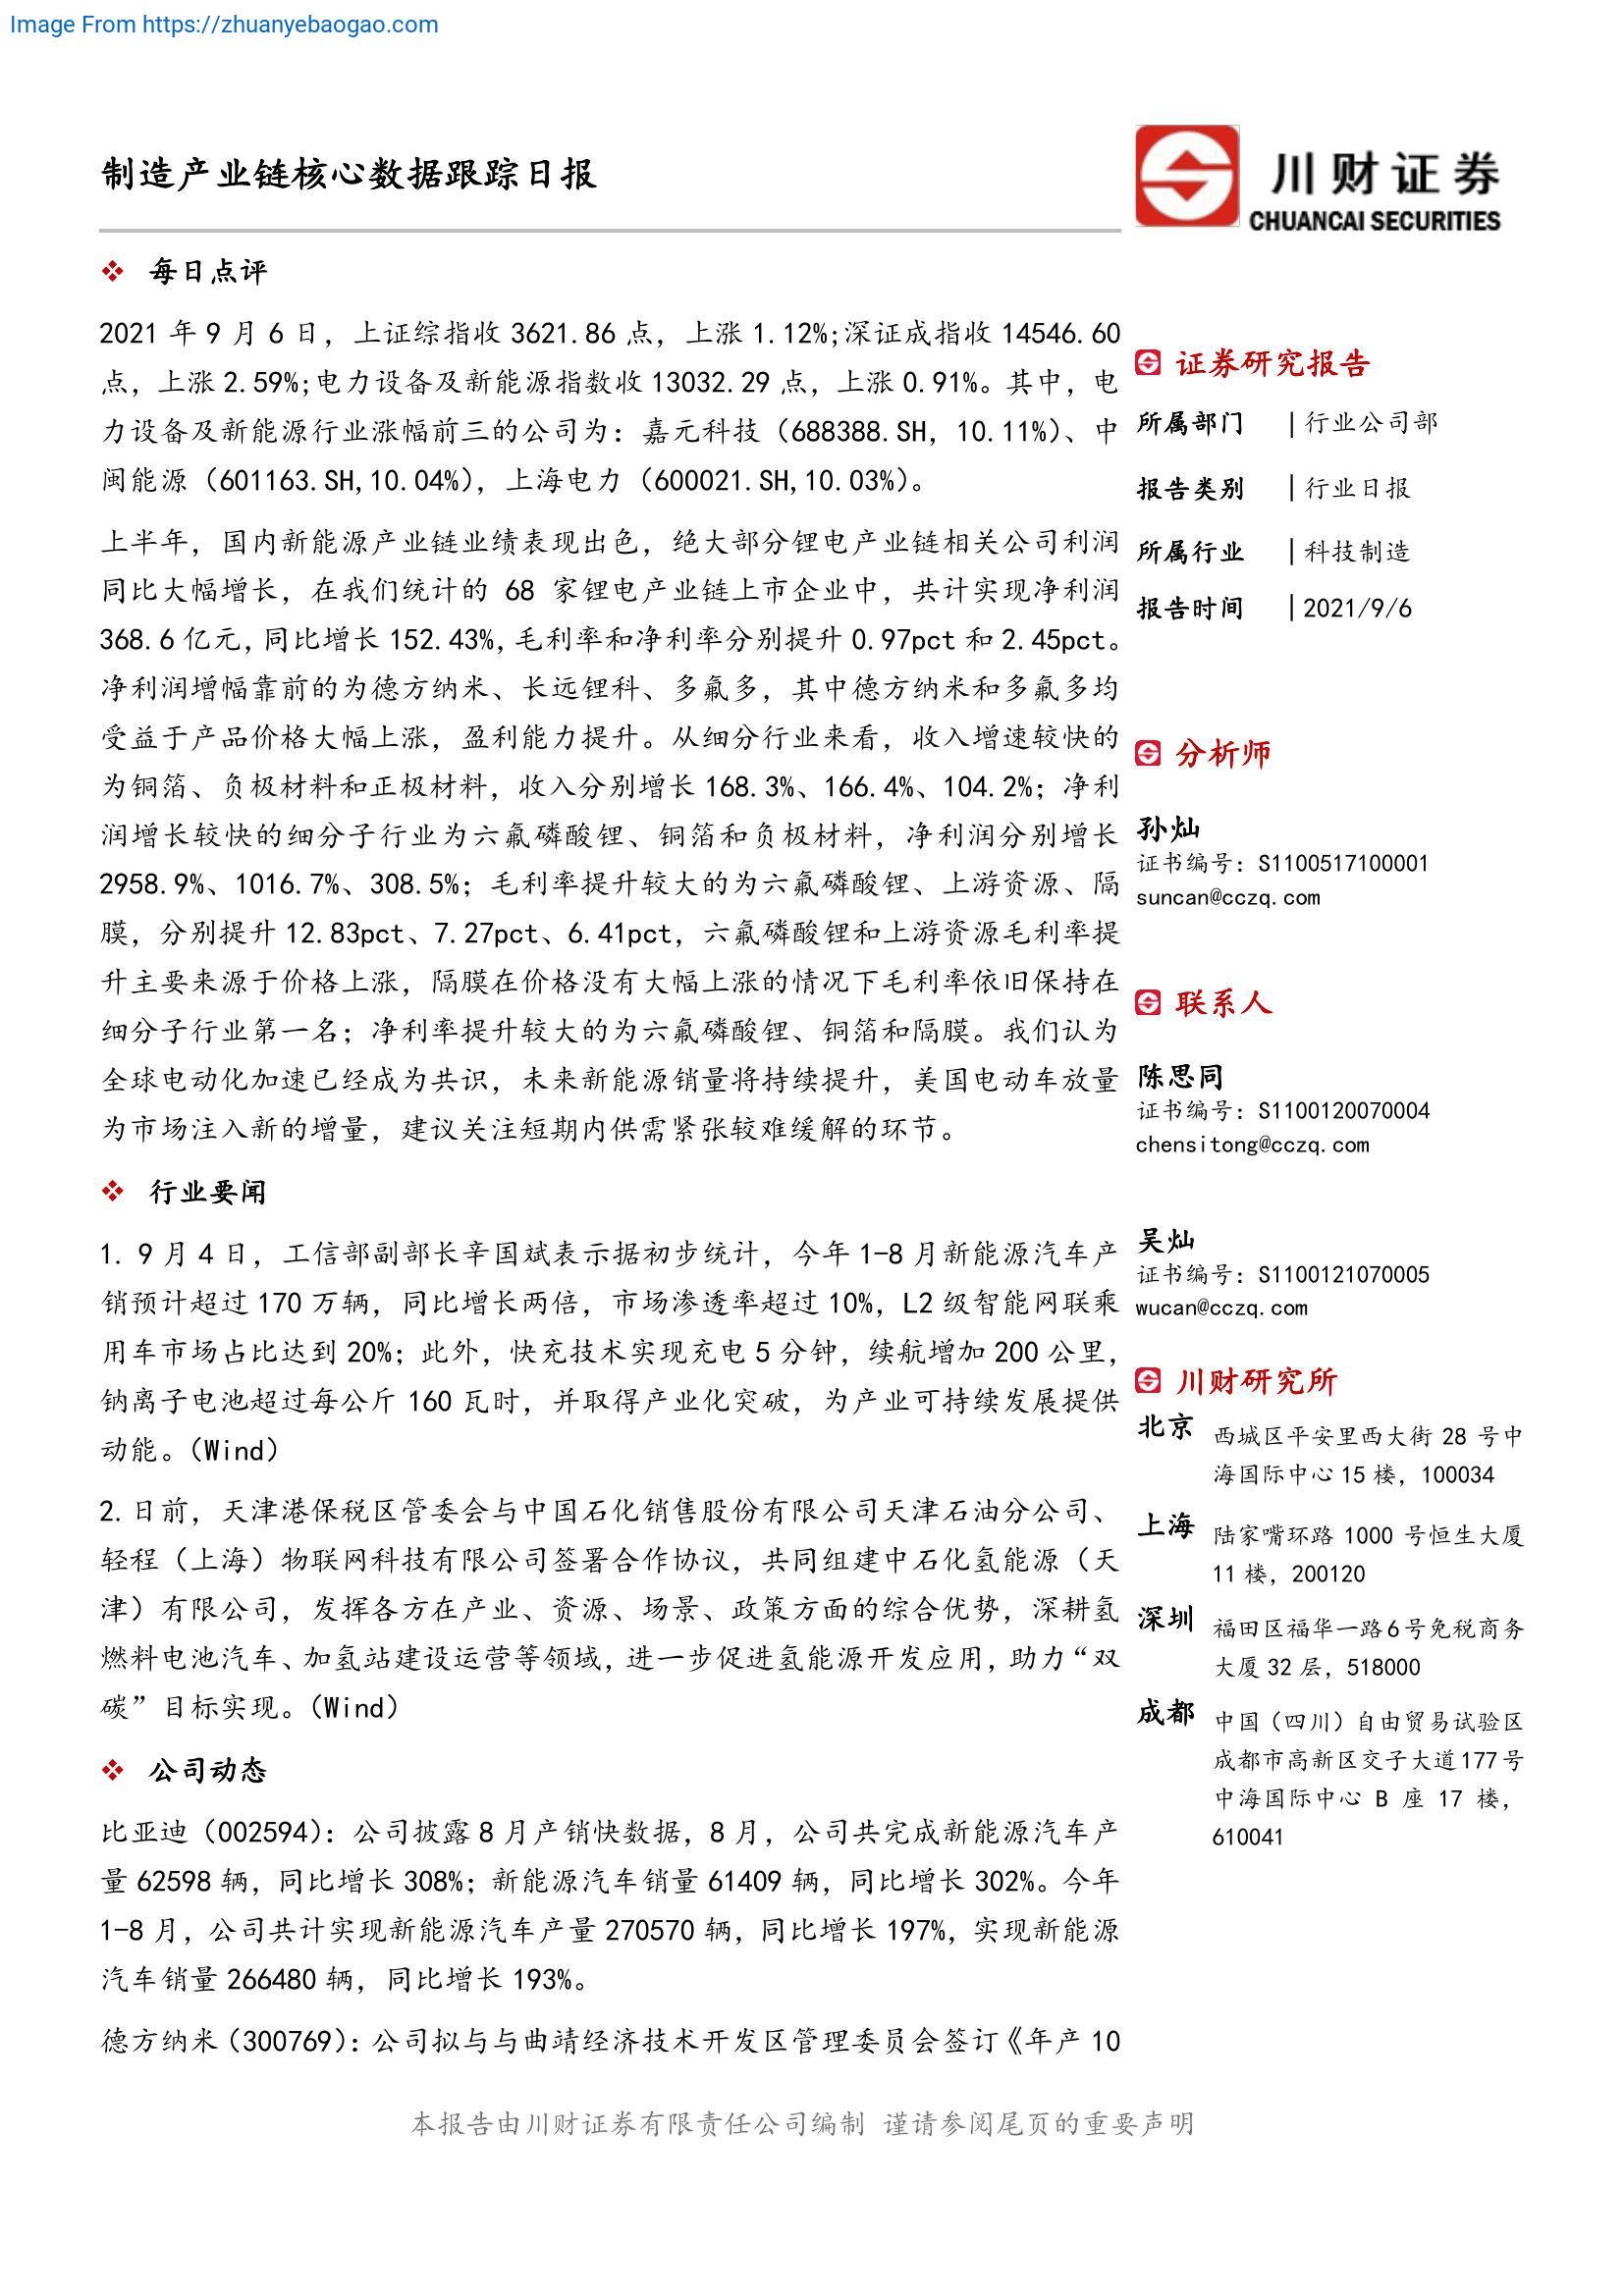 Image From https://zhuanyebaogao.com
制造产业链核心数据跟踪日报
川财证券
CHUANCAI SECURITIES
每日点评
2021 年 9 月 6 日，上证综指收 3621.86 点，上涨 1.12%;深证成指收 14546.60
点，上涨 2.59%;电力设备及新能源指数收 13032.29 点，上涨 0.91%。其中，电
力设备及新能源行业涨幅前三的公司为：嘉元科技（688388.SH, 10.11%）、中
闽能源（601163.SH,10.04%），上海电力（600021.SH,10.03%）。
上半年，国内新能源产业链业绩表现出色，绝大部分锂电产业链相关公司利润
同比大幅增长，在我们统计的 68 家锂电产业链上市企业中，共计实现净利润
368.6 亿元，同比增长 152.43%，毛利率和净利率分别提升 0.97pct 和 2.45pct。
净利润增幅靠前的为德方纳米、长远锂科、多氟多，其中德方纳米和多氟多均
受益于产品价格大幅上涨，盈利能力提升。从细分行业来看，收入增速较快的
为铜箔、负极材料和正极材料，收入分别增长 168.3%、166.4%、104.2%；净利
润增长较快的细分子行业为六氟磷酸锂、铜箔和负极材料，净利润分别增长
2958.9%、1016.7%、308.5%；毛利率提升较大的为六氟磷酸锂、上游资源、隔
膜，分别提升 12.83pct、7.27pct、6.41pct，六氟磷酸锂和上游资源毛利率提
升主要来源于价格上涨，隔膜在价格没有大幅上涨的情况下毛利率依旧保持在
细分子行业第一名；净利率提升较大的为六氟磷酸锂、铜箔和隔膜。我们认为
全球电动化加速已经成为共识，未来新能源销量将持续提升，美国电动车放量
为市场注入新的增量，建议关注短期内供需紧张较难缓解的环节。
行业要闻
1. 9 月 4 日，工信部副部长辛国斌表示据初步统计，今年 1-8 月新能源汽车产
销预计超过 170 万辆，同比增长两倍，市场渗透率超过 10%，L2 级智能网联乘
用车市场占比达到 20%；此外，快充技术实现充电 5 分钟，续航增加 200 公里，
钠离子电池超过每公斤 160 瓦时，并取得产业化突破，为产业可持续发展提供
动能。（Wind）
2. 日前，天津港保税区管委会与中国石化销售股份有限公司天津石油分公司、
轻程（上海）物联网科技有限公司签署合作协议，共同组建中石化氢能源（天
津）有限公司，发挥各方在产业、资源、场景、政策方面的综合优势，深耕氢
燃料电池汽车、加氢站建设运营等领域，进一步促进氢能源开发应用，助力“双
碳”目标实现。（Wind）
公司动态
比亚迪（002594）：公司披露 8 月产销快数据，8 月，公司共完成新能源汽车产
量 62598 辆，同比增长 308%；新能源汽车销量 61409 辆，同比增长 302%。今年
1-8 月，公司共计实现新能源汽车产量 270570 辆，同比增长 197%，实现新能源
汽车销量 266480 辆，同比增长 193%。
德方纳米（300769）：公司拟与与曲靖经济技术开发区管理委员会签订《年产 10
证券研究报告
所属部门 | 行业公司部
报告类别 | 行业日报
所属行业 | 科技制造
报告时间 | 2021/9/6
分析师
孙灿
证书编号：S1100517100001
suncan@cczq.com
联系人
陈思同
证书编号：S1100120070004
chensitong@cczq.com
吴灿
证书编号：S1100121070005
wucan@cczq.com
川财研究所
北京 西城区平安里西大街 28 号中
海国际中心 15 楼，100034
上海 陆家嘴环路 1000 号恒生大厦
11 楼，200120
深圳 福田区福华一路 6 号免税商务
大厦 32 层，518000
成都 中国（四川）自由贸易试验区
成都市高新区交子大道 177 号
中海国际中心 B 座 17 楼，
610041
本报告由川财证券有限责任公司编制 谨请参阅尾页的重要声明